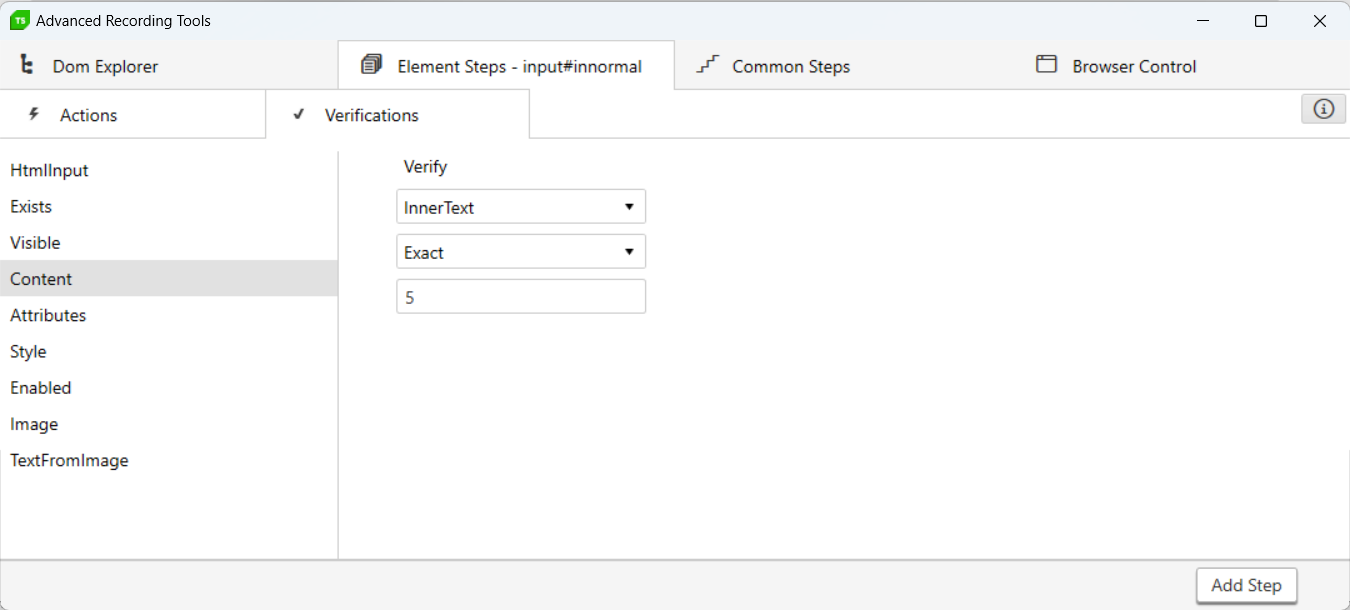 TS Advanced Recording Tools
Dom Explorer
Element Steps - input#innormal
Common Steps
Browser Control
Actions
Verifications
HtmlInput
Exists
Visible
Content
Attributes
Style
Enabled
Image
TextFromImage
Verify
InnerText
Exact
5
Add Step